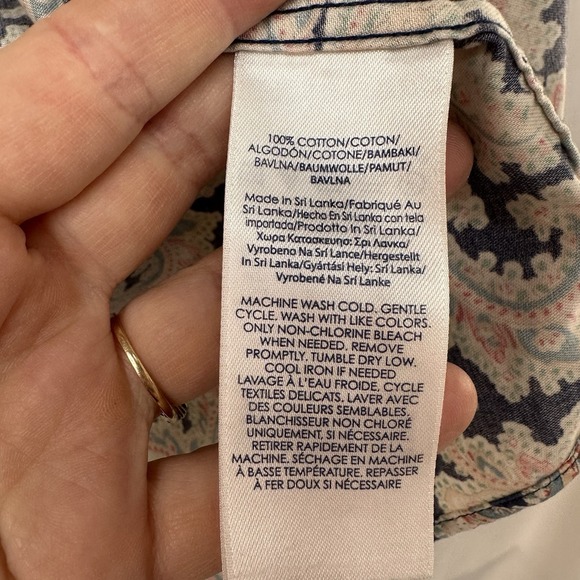 100% COTTON/COTON/
ALGODÓN/COTONE/BAMBAKI/
BAVLNA/BAUMWOLLE/PAMUT/
BAVLNA
Made In Sri Lanka/Fabriqué Au
Sri Lanka/Hecho En Sri Lanka con tela
importada/Prodotto In Sri Lanka/
Χωρα Κατασκευησ: Σρι Λανκα/
Vyrobeno Na Srí Lance/Hergestellt
In Sri Lanka/Gyártási Hely: Srí Lanka/
Vyrobené Na Srí Lanke
MACHINE WASH COLD. GENTLE
CYCLE. WASH WITH LIKE COLORS.
ONLY NON-CHLORINE BLEACH
WHEN NEEDED. REMOVE
PROMPTLY. TUMBLE DRY LOW.
COOL IRON IF NEEDED
LAVAGE À L'EAU FROIDE, CYCLE
TEXTILES DELICATS. LAVER AVEC
DES COULEURS SEMBLABLES.
BLANCHISSEUR NON CHLORÉ
UNIQUEMENT, SI NÉCESSAIRE.
RETIRER RAPIDEMENT DE LA
MACHINE. SÉCHAGE EN MACHINE
À BASSE TEMPÉRATURE. REPASSER
À FER DOUX SI NÉCESSAIRE